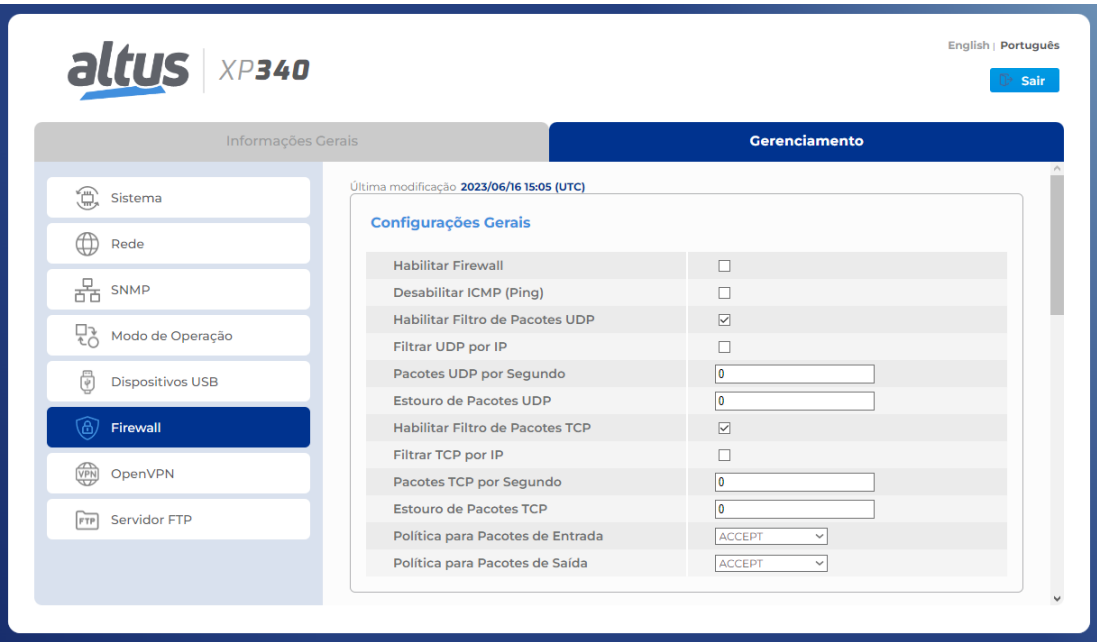 English | Português
altus | XP340
Sair
Informações Gerais
Gerenciamento
Sistema
Rede
SNMP
Modo de Operação
Dispositivos USB
Firewall
VPN OpenVPN
FTP Servidor FTP
Última modificação 2023/06/16 15:05 (UTC)
Configurações Gerais
Habilitar Firewall
Desabilitar ICMP (Ping)
Habilitar Filtro de Pacotes UDP
Filtrar UDP por IP
Pacotes UDP por Segundo 0
Estouro de Pacotes UDP 0
Habilitar Filtro de Pacotes TCP
Filtrar TCP por IP
Pacotes TCP por Segundo 0
Estouro de Pacotes TCP 0
Política para Pacotes de Entrada ACCEPT
Política para Pacotes de Saída ACCEPT